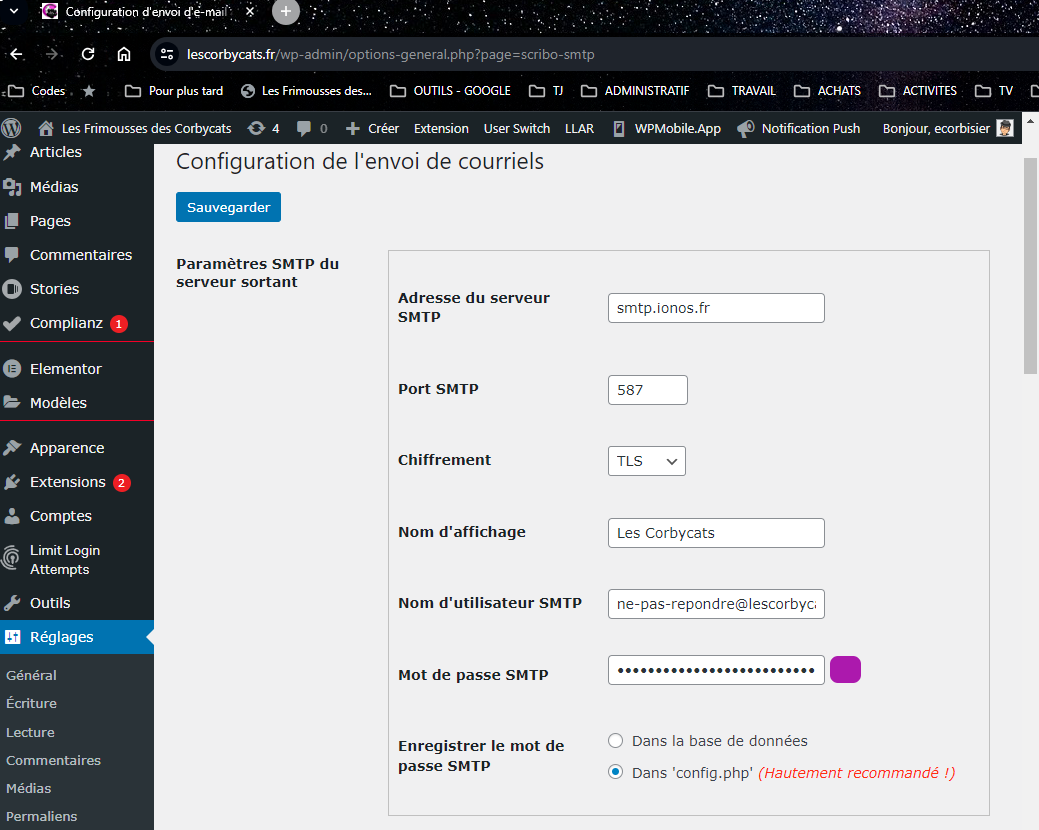 Configuration d'envoi d'e-mail
lescorbycats.fr/wp-admin/options-general.php?page=scribo-smtp
Codes
Pour plus tard
Les Frimousses des...
OUTILS - GOOGLE
TJ
ADMINISTRATIF
TRAVAIL
ACHATS
ACTIVITES
TV
Les Frimousses des Corbycats
4
0
Créer
Extension
User Switch
LLAR
WPMobile.App
Notification Push
Bonjour, ecorbisier
Articles
Médias
Pages
Commentaires
Stories
Complianz 1
Elementor
Modèles
Apparence
Extensions 2
Comptes
Limit Login
Attempts
Outils
Réglages
Général
Écriture
Lecture
Commentaires
Médias
Permaliens
Configuration de l'envoi de courriels
Sauvegarder
Paramètres SMTP du
serveur sortant
Adresse du serveur
SMTP
smtp.ionos.fr
Port SMTP
587
Chiffrement
TLS
Nom d'affichage
Les Corbycats
Nom d'utilisateur SMTP
ne-pas-repondre@lescorbyca
Mot de passe SMTP
Enregistrer le mot de
passe SMTP
Dans la base de données
Dans 'config.php' (Hautement recommandé !)